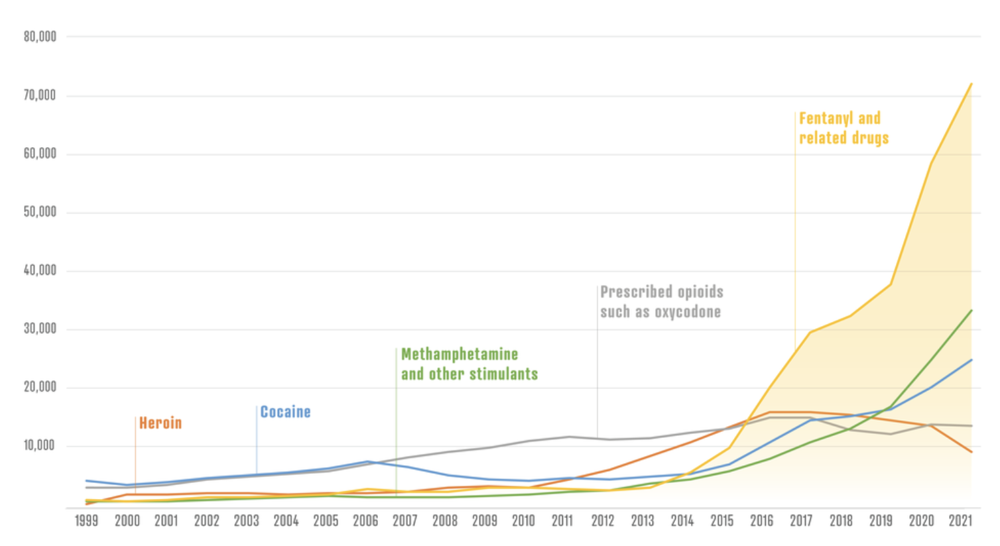 80,000
70,000
Fentanyl and
related drugs
60,000
50,000
40,000
Prescribed opioids
such as oxycodone
30,000
Methamphetamine
and other stimulants
20,000
Cocaine
Heroin
10,000
1999 2000 2001 2002 2003 2004 2005 2006 2007 2008 2009 2010 2011 2012 2013 2014 2015 2016 2017 2018 2019 2020 2021